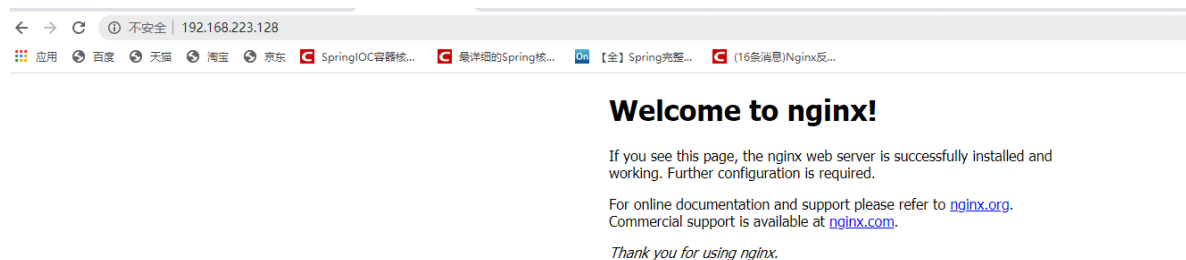 不安全 | 192.168.223.128
应用 百度 天猫 淘宝 京东 C SpringIOC容器核... C 最详细的Spring核... On 【全】Spring完整... C (16条消息)Nginx反...
Welcome to nginx!
If you see this page, the nginx web server is successfully installed and
working. Further configuration is required.
For online documentation and support please refer to nginx.org.
Commercial support is available at nginx.com.
Thank you for using nginx.